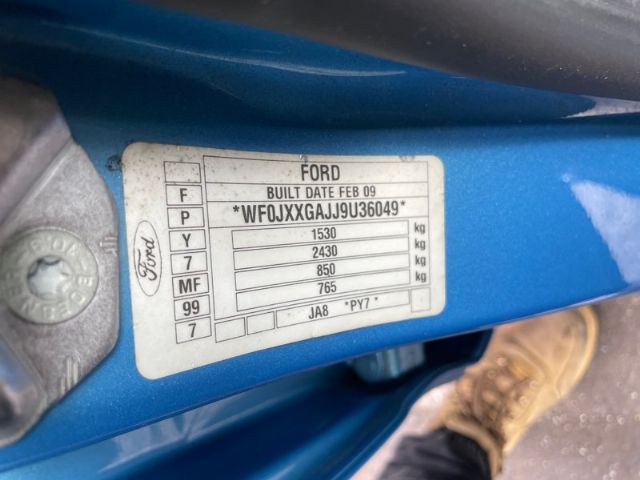 FORD
F BUILT DATE FEB 09
P *WF0JXXGAJJ9U36049*
Y 1530 kg
7 2430 kg
MF 850 kg
99 765 kg
7 JA8 *PY7*
Ford